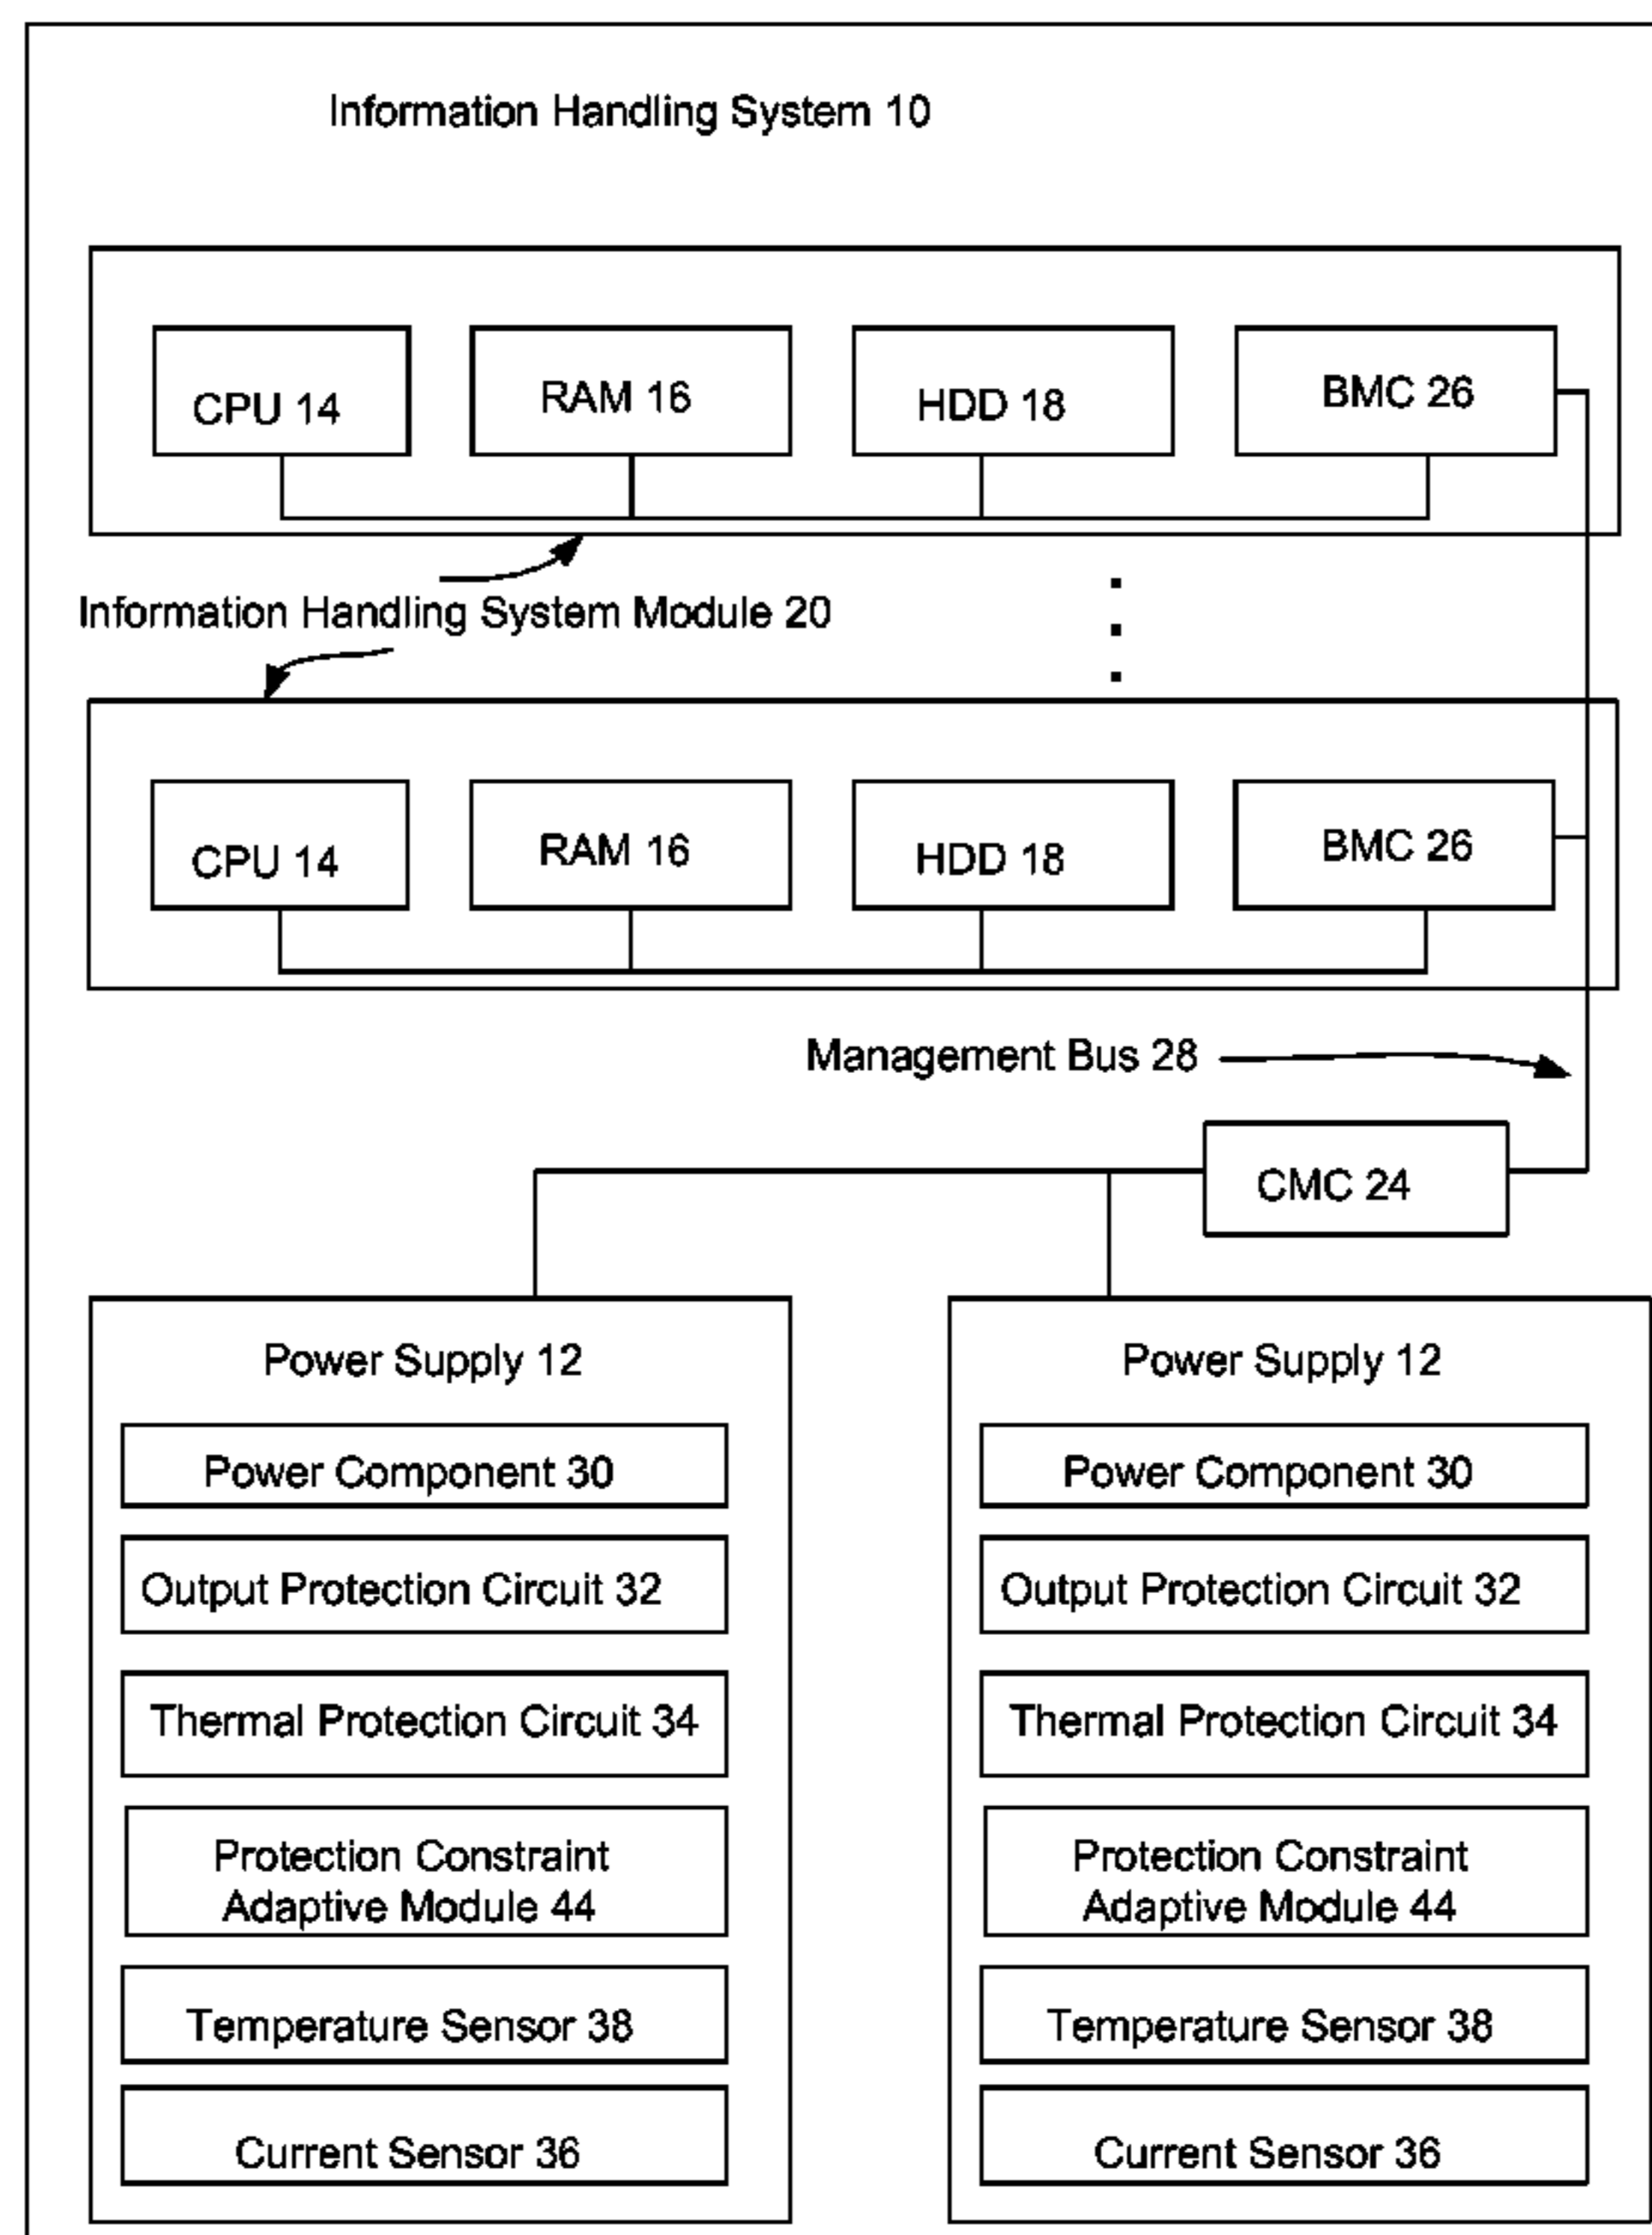 Information Handling System 10
CPU 14
RAM 16
HDD 18
BMC 26
Information Handling System Module 20
CPU 14
RAM 16
HDD 18
BMC 26
Management Bus 28
CMC 24
Power Supply 12
Power Component 30
Output Protection Circuit 32
Thermal Protection Circuit 34
Protection Constraint
Adaptive Module 44
Temperature Sensor 38
Current Sensor 36
Power Supply 12
Power Component 30
Output Protection Circuit 32
Thermal Protection Circuit 34
Protection Constraint
Adaptive Module 44
Temperature Sensor 38
Current Sensor 36